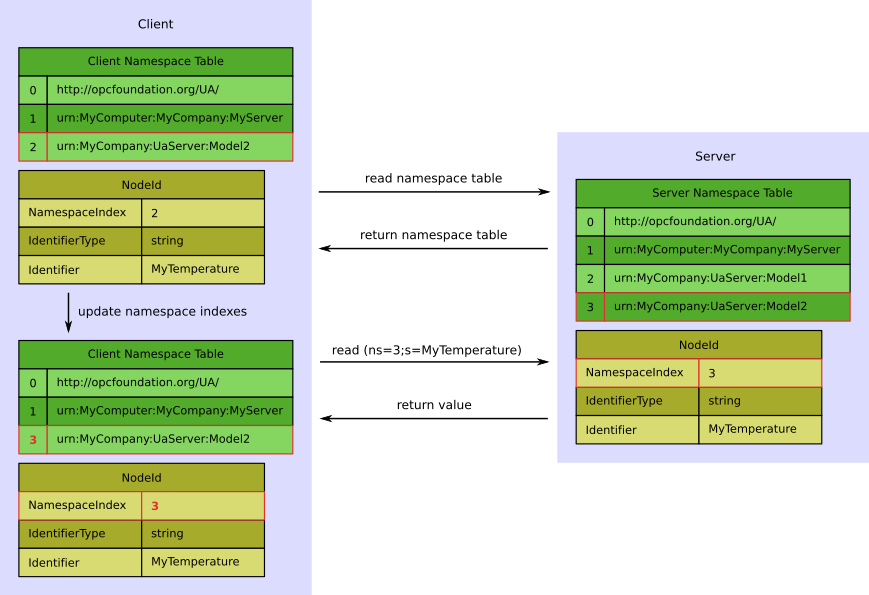 Client
Client Namespace Table
0 http://opcfoundation.org/UA/
1 urn:MyComputer:MyCompany:MyServer
2 urn:MyCompany:UaServer:Model2
NodeId
NamespaceIndex 2
IdentifierType string
Identifier MyTemperature
update namespace indexes
Client Namespace Table
0 http://opcfoundation.org/UA/
1 urn:MyComputer:MyCompany:MyServer
3 urn:MyCompany:UaServer:Model2
NodeId
NamespaceIndex 3
IdentifierType string
Identifier MyTemperature
read namespace table
return namespace table
read (ns=3;s=MyTemperature)
return value
Server
Server Namespace Table
0 http://opcfoundation.org/UA/
1 urn:MyComputer:MyCompany:MyServer
2 urn:MyCompany:UaServer:Model1
3 urn:MyCompany:UaServer:Model2
NodeId
NamespaceIndex 3
IdentifierType string
Identifier MyTemperature